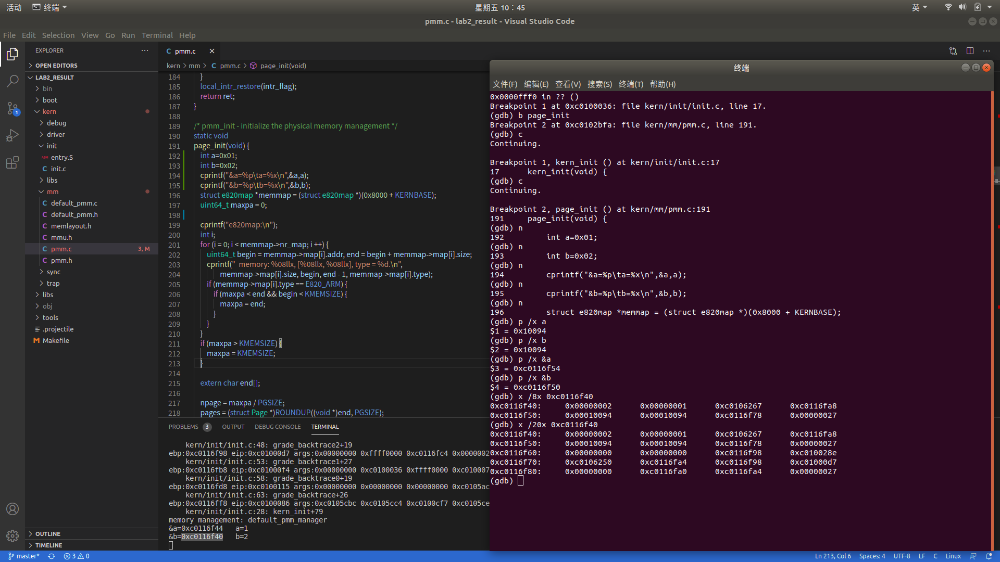 活动
终端
星期五 10：45
英
pmm.c - lab2_result - Visual Studio Code
File Edit Selection View Go Run Terminal Help
EXPLORER
OPEN EDITORS
LAB2_RESULT
bin
boot
kern
debug
driver
init
entry.S
init.c
libs
mm
default_pmm.c
default_pmm.h
memlayout.h
mmu.h
pmm.c 3, M
pmm.h
sync
trap
libs
obj
tools
.projectile
Makefile
OUTLINE
TIMELINE
pmm.c
kern > mm > pmm.c > page_init(void)
184 }
185 local_intr_restore(intr_flag);
186 return ret;
187 }
188
189 /* pmm_init - initialize the physical memory management */
190 static void
191 page_init(void) {
192 int a=0x01;
193 int b=0x02;
194 cprintf("&a=%p\ta=%x\n",&a,a);
195 cprintf("&b=%p\tb=%x\n",&b,b);
196 struct e820map *memmap = (struct e820map *)(0x8000 + KERNBASE);
197 uint64_t maxpa = 0;
198
199 cprintf("e820map:\n");
200 int i;
201 for (i = 0; i < memmap->nr_map; i ++) {
202 uint64_t begin = memmap->map[i].addr, end = begin + memmap->map[i].size;
203 cprintf("  memory: %08llx, [%08llx, %08llx], type = %d.\n",
204 memmap->map[i].size, begin, end - 1, memmap->map[i].type);
205 if (memmap->map[i].type == E820_ARM) {
206 if (maxpa < end && begin < KMEMSIZE) {
207 maxpa = end;
208 }
209 }
210 }
211 if (maxpa > KMEMSIZE) {
212 maxpa = KMEMSIZE;
213 }
214
215 extern char end[];
216
217 npage = maxpa / PGSIZE;
218 pages = (struct Page *)ROUNDUP((void *)end, PGSIZE);
PROBLEMS 3 OUTPUT DEBUG CONSOLE TERMINAL
kern/init/init.c:48: grade_backtrace2+19
ebp:0xc0116f98 eip:0xc01000d7 args:0x00000000 0xffff0000 0xc0116fc4 0x0000002
kern/init/init.c:53: grade_backtrace1+27
ebp:0xc0116fb8 eip:0xc01000f4 args:0x00000000 0xc0100036 0xffff0000 0xc010007
kern/init/init.c:58: grade_backtrace0+19
ebp:0xc0116fd8 eip:0xc0100115 args:0x00000000 0x00000000 0x00000000 0xc0105ac
kern/init/init.c:63: grade_backtrace+26
ebp:0xc0116ff8 eip:0xc0100086 args:0xc0105cbc 0xc0105cc4 0xc0100cf7 0xc0105ce
kern/init/init.c:28: kern_init+79
memory management: default_pmm_manager
&a=0xc0116f44 a=1
&b=0xc0116f40 b=2
终端
文件(F) 编辑(E) 查看(V) 搜索(S) 终端(T) 帮助(H)
0x0000fff0 in ?? ()
Breakpoint 1 at 0xc0100036: file kern/init/init.c, line 17.
(gdb) b page_init
Breakpoint 2 at 0xc0102bfa: file kern/mm/pmm.c, line 191.
(gdb) c
Continuing.
Breakpoint 1, kern_init () at kern/init/init.c:17
17 kern_init(void) {
(gdb) c
Continuing.
Breakpoint 2, page_init () at kern/mm/pmm.c:191
191 page_init(void) {
(gdb) n
192 int a=0x01;
(gdb) n
193 int b=0x02;
(gdb) n
194 cprintf("&a=%p\ta=%x\n",&a,a);
(gdb) n
195 cprintf("&b=%p\tb=%x\n",&b,b);
(gdb) n
196 struct e820map *memmap = (struct e820map *)(0x8000 + KERNBASE);
(gdb) p /x a
$1 = 0x10094
(gdb) p /x b
$2 = 0x10094
(gdb) p /x &a
$3 = 0xc0116f54
(gdb) p /x &b
$4 = 0xc0116f50
(gdb) x /8x 0xc0116f40
0xc0116f40: 0x00000002 0x00000001 0xc0106267 0xc0116fa8
0xc0116f50: 0x00010094 0x00010094 0xc0116f78 0x00000027
(gdb) x /20x 0xc0116f40
0xc0116f40: 0x00000002 0x00000001 0xc0106267 0xc0116fa8
0xc0116f50: 0x00010094 0x00010094 0xc0116f78 0x00000027
0xc0116f60: 0x00000000 0x00000000 0xc0116f98 0xc010028e
0xc0116f70: 0xc0106250 0xc0116fa4 0xc0116f98 0xc01000d7
0xc0116f80: 0x00000000 0xc0116fa0 0xc0116fa4 0x00000027
(gdb)
master* 3 0
Ln 213, Col 6 Spaces: 4 UTF-8 LF C Linux